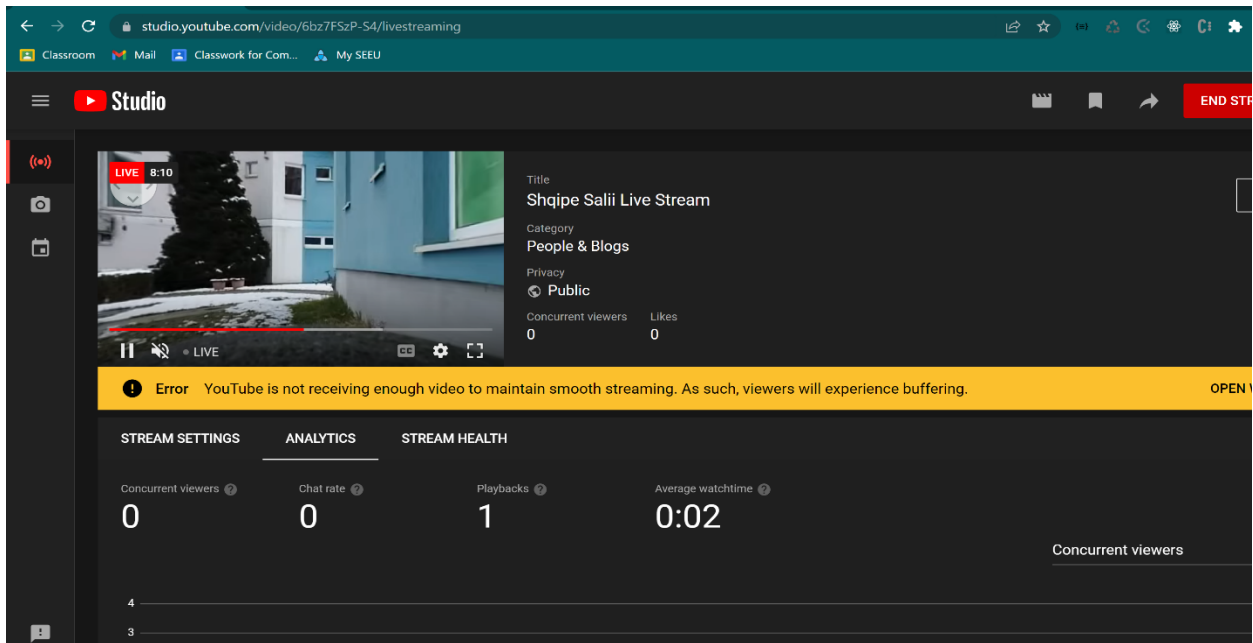 studio.youtube.com/video/6bz7FSzP-S4/livestreaming
Classroom Mail Classwork for Com... My SEEU
Studio
END STR
LIVE 8:10
Title
Shqipe Salii Live Stream
Category
People & Blogs
Privacy
Public
Concurrent viewers Likes
0 0
LIVE
CC
Error YouTube is not receiving enough video to maintain smooth streaming. As such, viewers will experience buffering. OPEN
STREAM SETTINGS ANALYTICS STREAM HEALTH
Concurrent viewers Chat rate Playbacks Average watchtime
0 0 1 0:02
Concurrent viewers
4
3